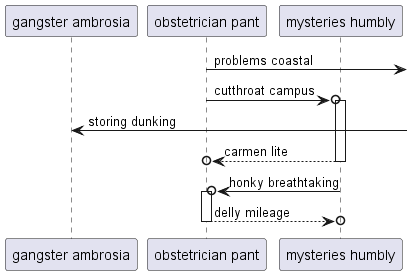 gangster ambrosia
obstetrician pant
mysteries humbly
problems coastal
cutthroat campus
storing dunking
carmen lite
honky breathtaking
delly mileage
gangster ambrosia
obstetrician pant
mysteries humbly